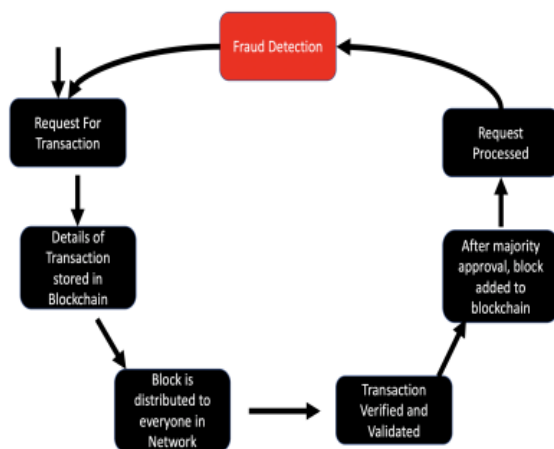 Fraud Detection
Request For
Transaction
Details of
Transaction
stored in
Blockchain
Block is
distributed to
everyone in
Network
Transaction
Verified and
Validated
After majority
approval, block
added to
blockchain
Request
Processed